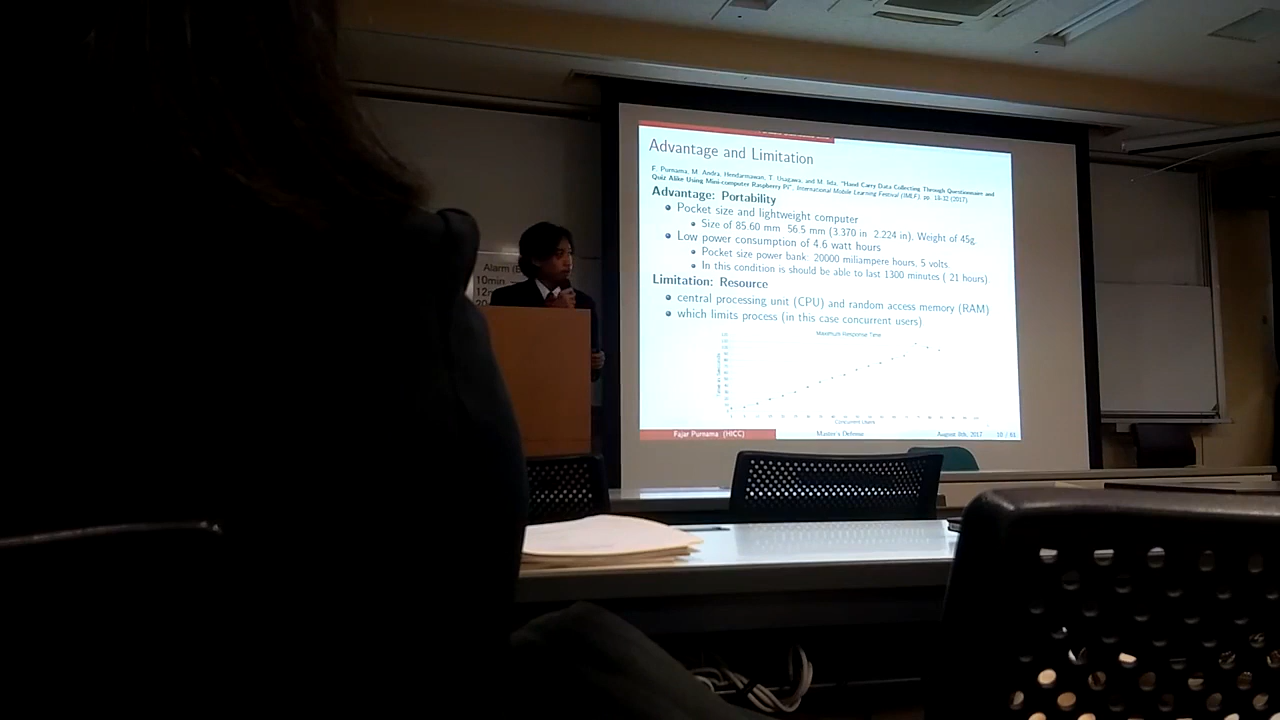 Advantage and Limitation
F. Purnama, M. Andra, Hendarmawan, T. Usagawa, and M. Iida, "Hand Carry Data Collecting Through Questionnaire and
Quiz Alike Using Mini-computer Raspberry Pi", International Mobile Learning Festival (IMLF), pp. 18-32 (2017)
Advantage: Portability
Pocket size and lightweight computer
Size of 85.60 mm 56.5 mm (3.370 in 2.224 in), Weight of 45g.
Low power consumption of 4.6 watt hours
Pocket size power bank: 20000 miliampere hours, 5 volts.
In this condition is should be able to last 1300 minutes ( 21 hours)
Limitation: Resource
central processing unit (CPU) and random access memory (RAM)
which limits process (in this case concurrent users)
Maximum Response Time
Concurrent Users
Fajar Purnama (HICC) Master's Defense August 8th, 2017 10 / 61
Alarm
10min